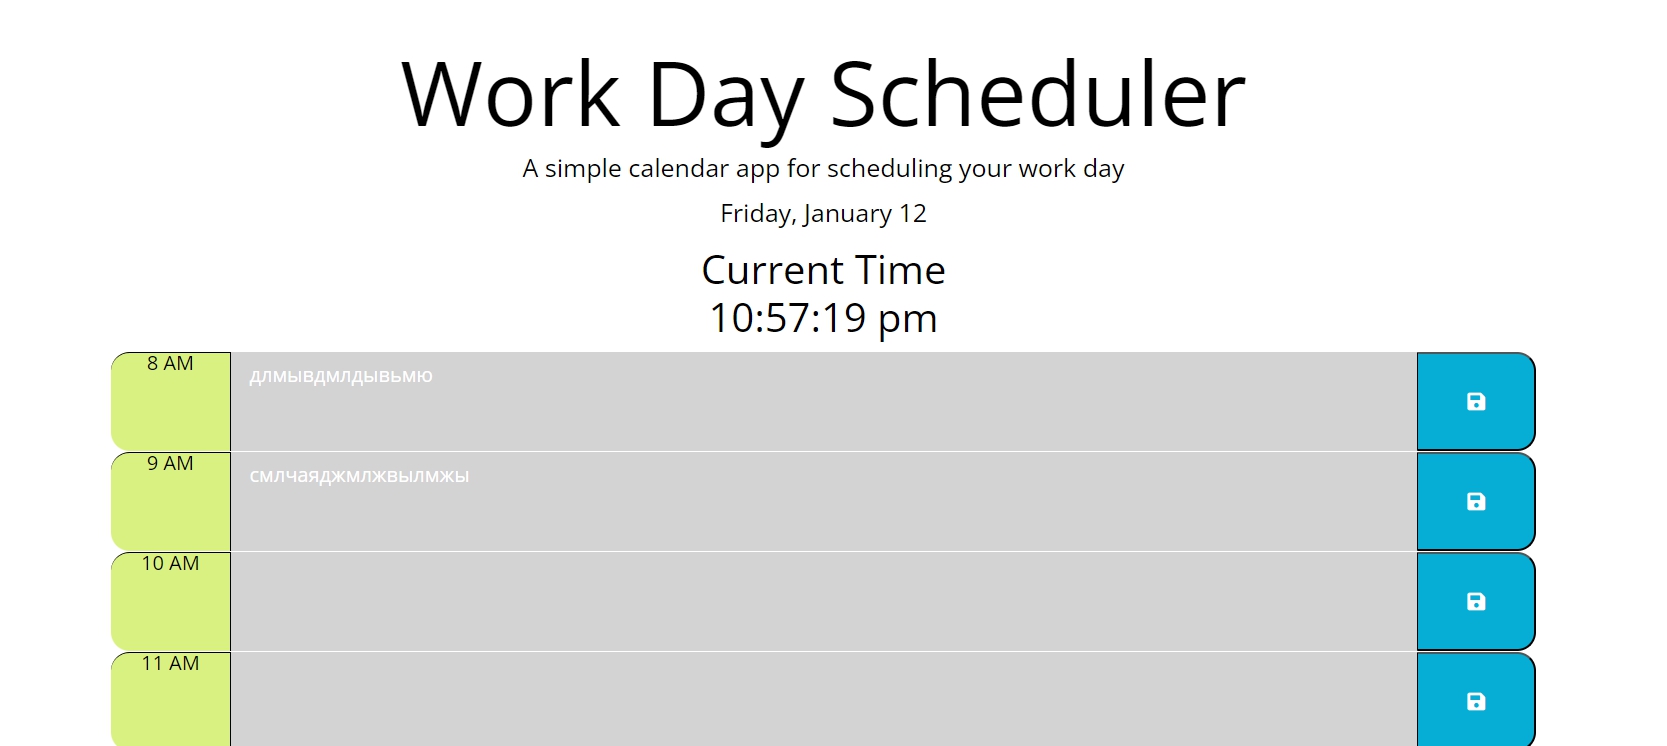 Work Day Scheduler
A simple calendar app for scheduling your work day
Friday, January 12
Current Time
10:57:19 pm
8 AM
длмывдмлдывьмю
9 AM
смлчаяджмлжвылмжы
10 AM
11 AM